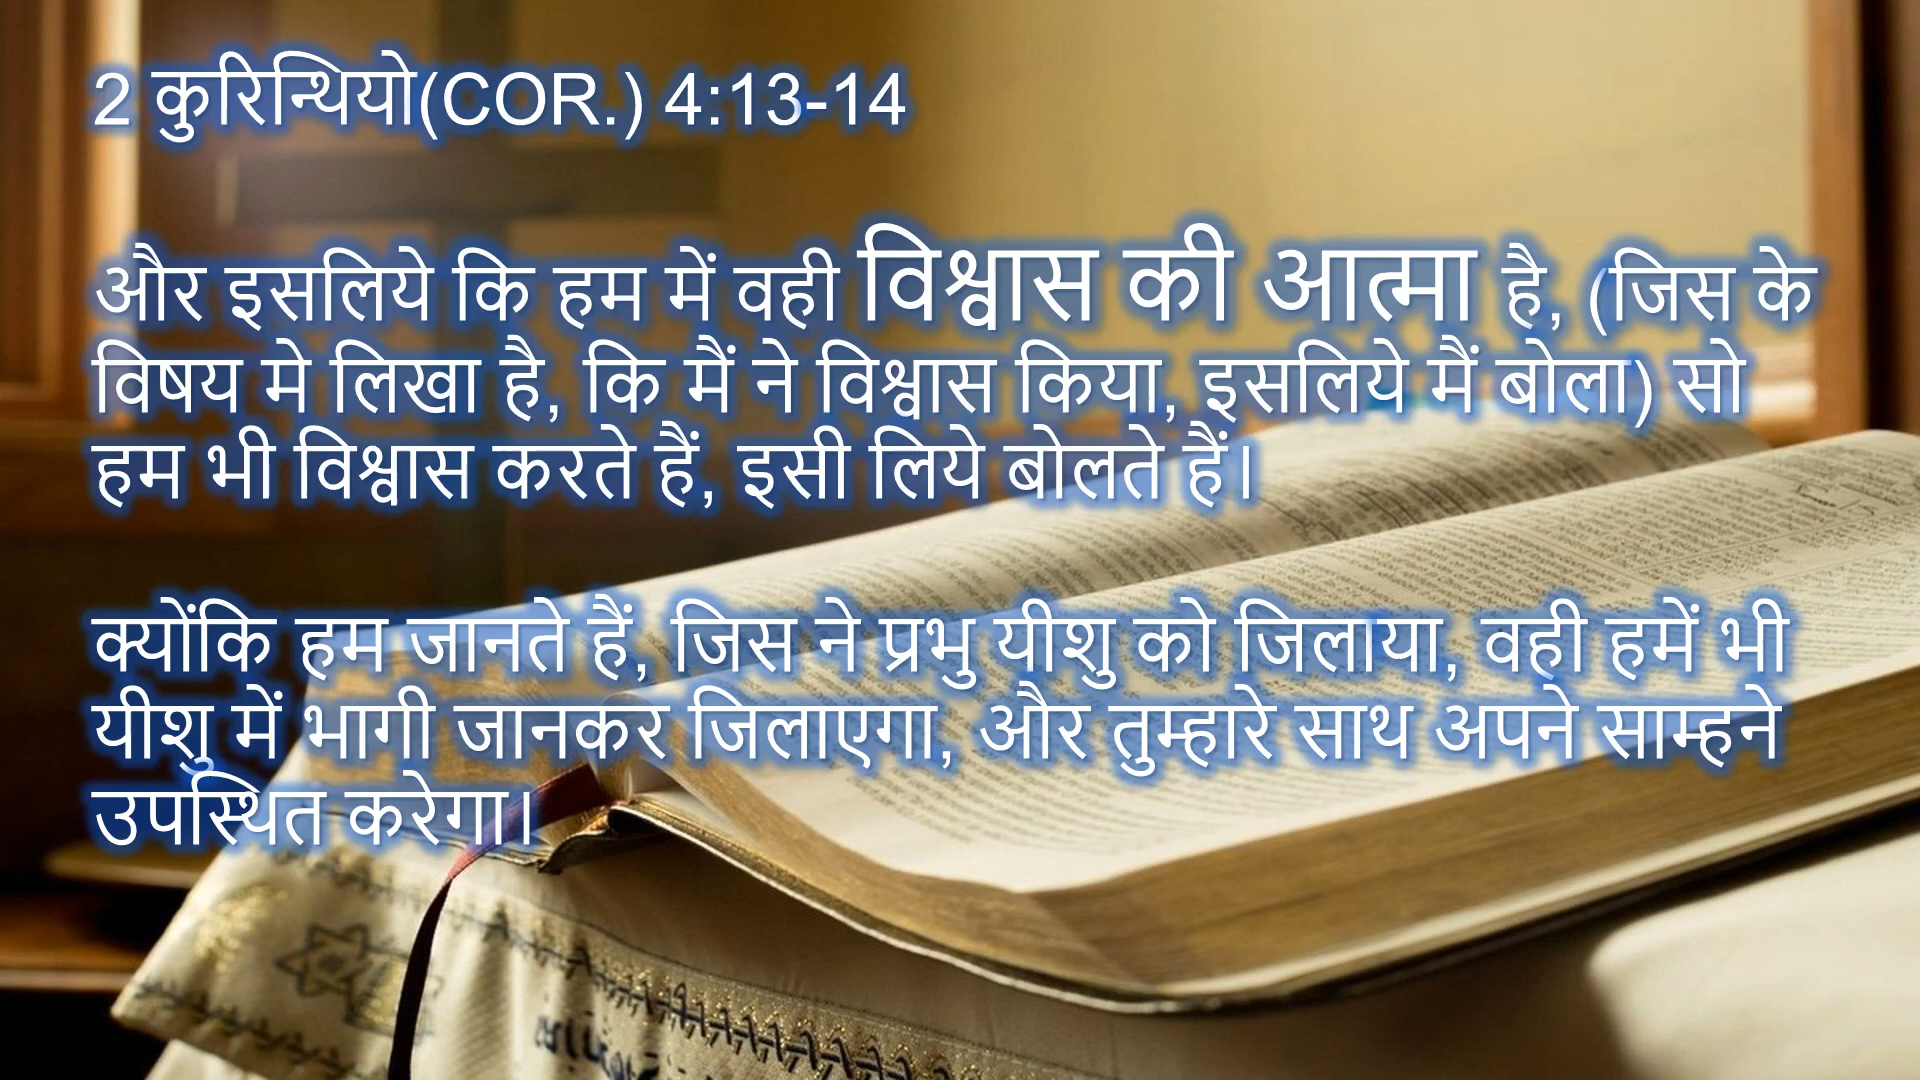 2 कुरिन्थियो(COR.) 4:13-14
और इसलिये कि हम में वही विश्वास की आत्मा है, (जिस के
विषय मे लिखा है, कि मैं ने विश्वास किया, इसलिये मैं बोला) सो
हम भी विश्वास करते हैं, इसी लिये बोलते हैं।
क्योंकि हम जानते हैं, जिस ने प्रभु यीशु को जिलाया, वही हमें भी
यीशु में भागी जानकर जिलाएगा, और तुम्हारे साथ अपने साम्हने
उपस्थित करेगा।